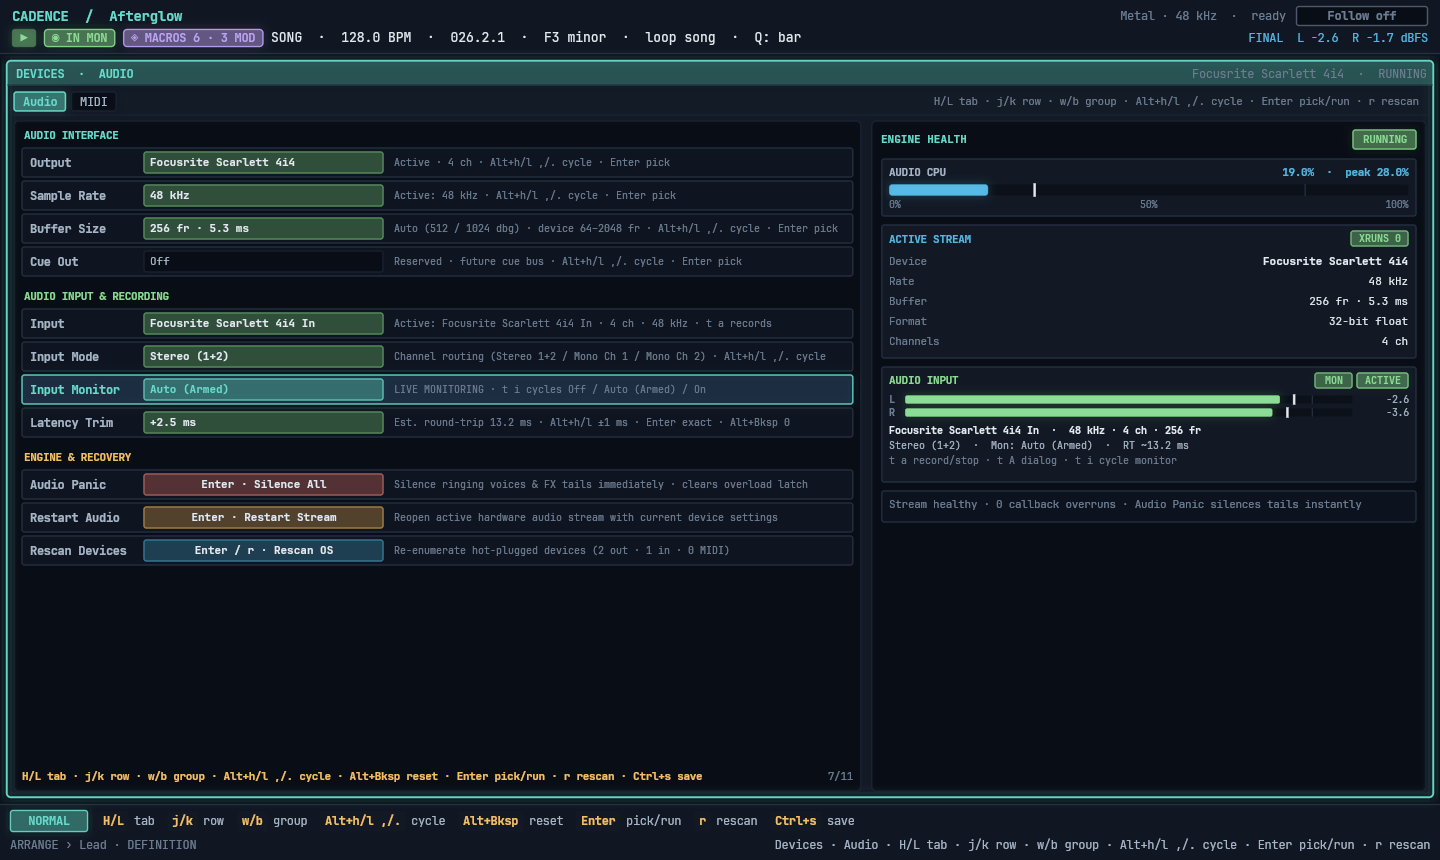 CADENCE / Afterglow
Metal · 48 kHz · ready Follow off
▶ ◉ IN MON ◈ MACROS 6 · 3 MOD SONG · 128.0 BPM · 026.2.1 · F3 minor · loop song · Q: bar
FINAL L -2.6 R -1.7 dBFS
DEVICES · AUDIO
Focusrite Scarlett 4i4 · RUNNING
Audio MIDI
H/L tab · j/k row · w/b group · Alt+h/l ,/. cycle · Enter pick/run · r rescan
AUDIO INTERFACE
Output Focusrite Scarlett 4i4 Active · 4 ch · Alt+h/l ,/. cycle · Enter pick
Sample Rate 48 kHz Active: 48 kHz · Alt+h/l ,/. cycle · Enter pick
Buffer Size 256 fr · 5.3 ms Auto (512 / 1024 dbg) · device 64–2048 fr · Alt+h/l ,/. cycle · Enter pick
Cue Out Off Reserved · future cue bus · Alt+h/l ,/. cycle · Enter pick
AUDIO INPUT & RECORDING
Input Focusrite Scarlett 4i4 In Active: Focusrite Scarlett 4i4 In · 4 ch · 48 kHz · t a records
Input Mode Stereo (1+2) Channel routing (Stereo 1+2 / Mono Ch 1 / Mono Ch 2) · Alt+h/l ,/. cycle
Input Monitor Auto (Armed) LIVE MONITORING · t i cycles Off / Auto (Armed) / On
Latency Trim +2.5 ms Est. round-trip 13.2 ms · Alt+h/l ±1 ms · Enter exact · Alt+Bksp 0
ENGINE & RECOVERY
Audio Panic Enter · Silence All Silence ringing voices & FX tails immediately · clears overload latch
Restart Audio Enter · Restart Stream Reopen active hardware audio stream with current device settings
Rescan Devices Enter / r · Rescan OS Re-enumerate hot-plugged devices (2 out · 1 in · 0 MIDI)
H/L tab · j/k row · w/b group · Alt+h/l ,/. cycle · Alt+Bksp reset · Enter pick/run · r rescan · Ctrl+s save 7/11
ENGINE HEALTH RUNNING
AUDIO CPU 19.0% · peak 28.0%
0% 50% 100%
ACTIVE STREAM XRUNS 0
Device Focusrite Scarlett 4i4
Rate 48 kHz
Buffer 256 fr · 5.3 ms
Format 32-bit float
Channels 4 ch
AUDIO INPUT MON ACTIVE
L -2.6
R -3.6
Focusrite Scarlett 4i4 In · 48 kHz · 4 ch · 256 fr
Stereo (1+2) · Mon: Auto (Armed) · RT ~13.2 ms
t a record/stop · t A dialog · t i cycle monitor
Stream healthy · 0 callback overruns · Audio Panic silences tails instantly
NORMAL H/L tab j/k row w/b group Alt+h/l ,/. cycle Alt+Bksp reset Enter pick/run r rescan Ctrl+s save
ARRANGE › Lead · DEFINITION
Devices · Audio · H/L tab · j/k row · w/b group · Alt+h/l ,/. cycle · Enter pick/run · r rescan